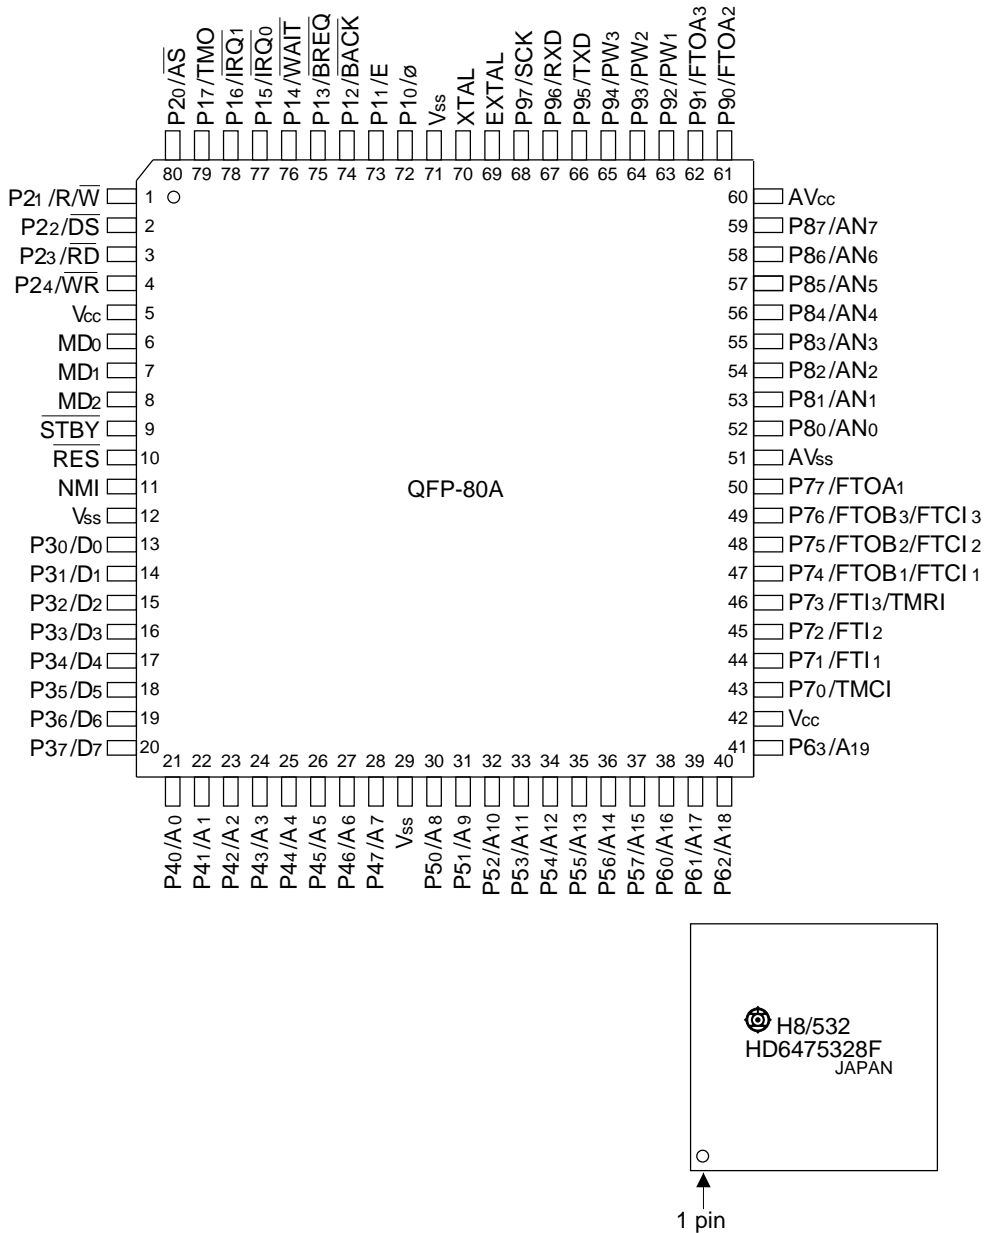 P20/AS
P17/TMO
P16/IRQ1
P15/IRQ0
P14/WAIT
P13/BREQ
P12/BACK
P11/E
P10/ø
Vss
XTAL
EXTAL
P97/SCK
P96/RXD
P95/TXD
P94/PW3
P93/PW2
P92/PW1
P91/FTOA3
P90/FTOA2
80 79 78 77 76 75 74 73 72 71 70 69 68 67 66 65 64 63 62 61
P21/R/W 1
P22/DS 2
P23/RD 3
P24/WR 4
Vcc 5
MD0 6
MD1 7
MD2 8
STBY 9
RES 10
NMI 11
Vss 12
P30/D0 13
P31/D1 14
P32/D2 15
P33/D3 16
P34/D4 17
P35/D5 18
P36/D6 19
P37/D7 20
QFP-80A
60 AVcc
59 P87/AN7
58 P86/AN6
57 P85/AN5
56 P84/AN4
55 P83/AN3
54 P82/AN2
53 P81/AN1
52 P80/AN0
51 AVss
50 P77/FTOA1
49 P76/FTOB3/FTCI3
48 P75/FTOB2/FTCI2
47 P74/FTOB1/FTCI1
46 P73/FTI3/TMRI
45 P72/FTI2
44 P71/FTI1
43 P70/TMCI
42 Vcc
41 P63/A19
21 22 23 24 25 26 27 28 29 30 31 32 33 34 35 36 37 38 39 40
P40/A0
P41/A1
P42/A2
P43/A3
P44/A4
P45/A5
P46/A6
P47/A7
Vss
P50/A8
P51/A9
P52/A10
P53/A11
P54/A12
P55/A13
P56/A14
P57/A15
P60/A16
P61/A17
P62/A18
H8/532
HD6475328F
JAPAN
1 pin